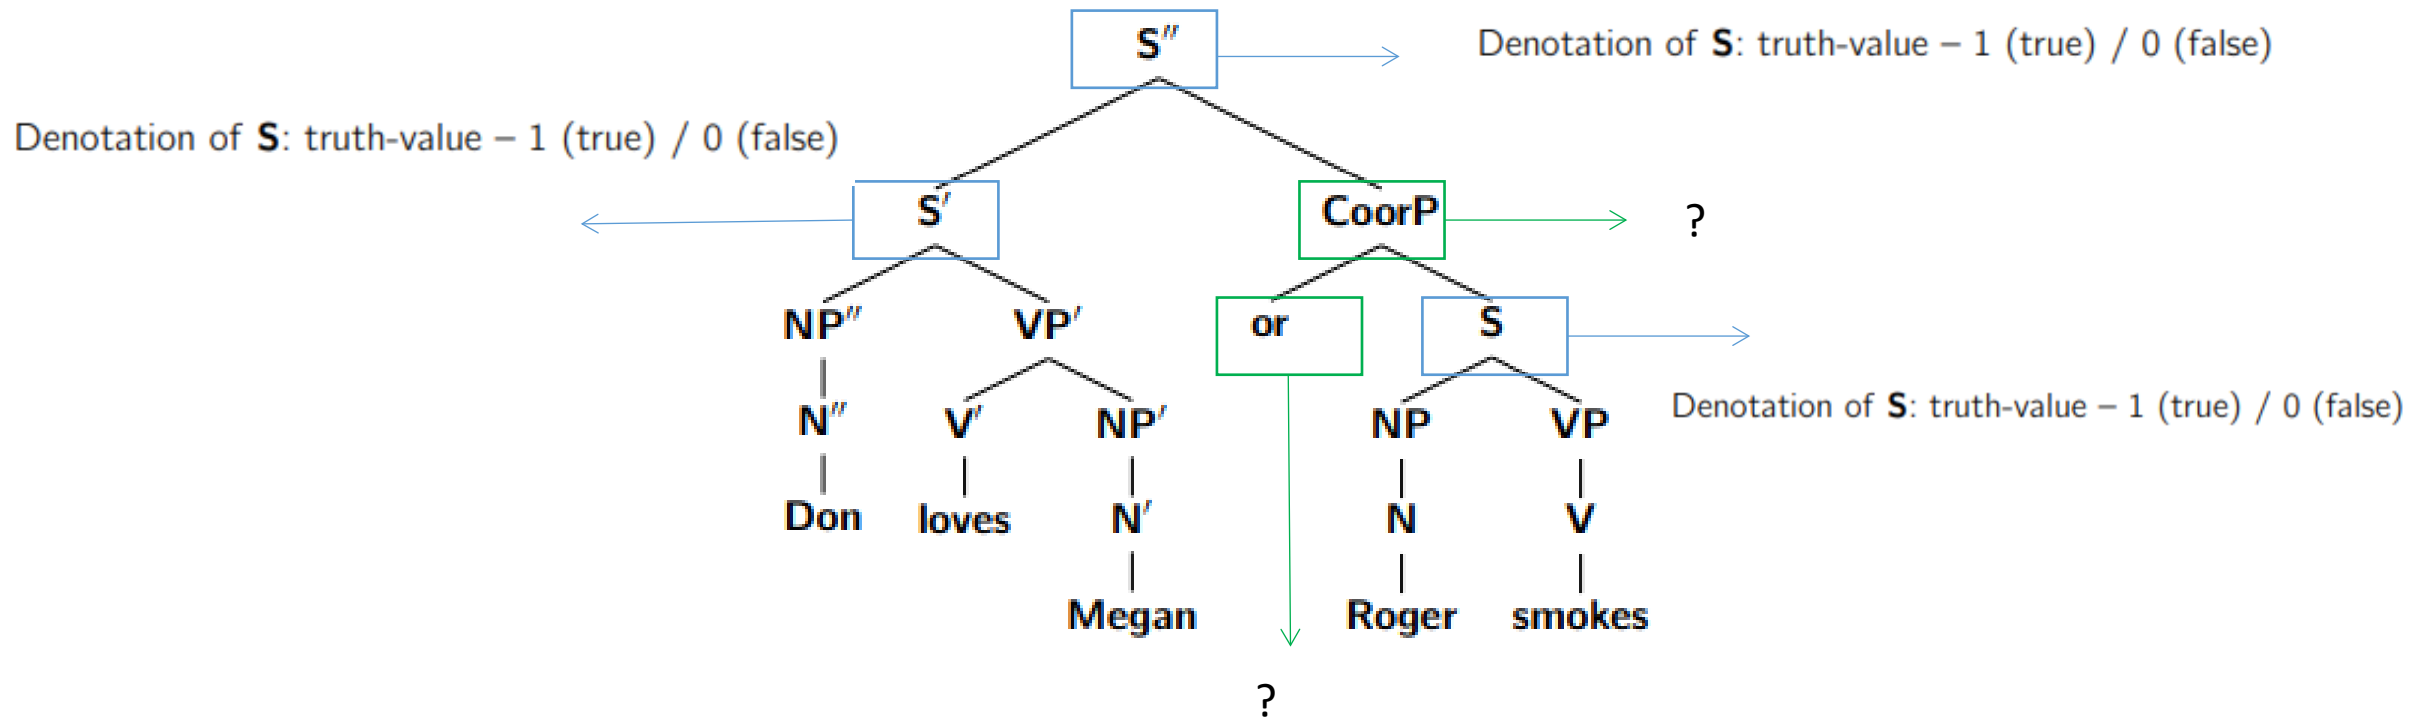 S″
Denotation of S: truth-value – 1 (true) / 0 (false)
Denotation of S: truth-value – 1 (true) / 0 (false)
S′ CoorP ?
NP″ VP′ or S
Denotation of S: truth-value – 1 (true) / 0 (false)
N″ V′ NP′ NP VP
Don loves N′ N V
Megan Roger smokes
?